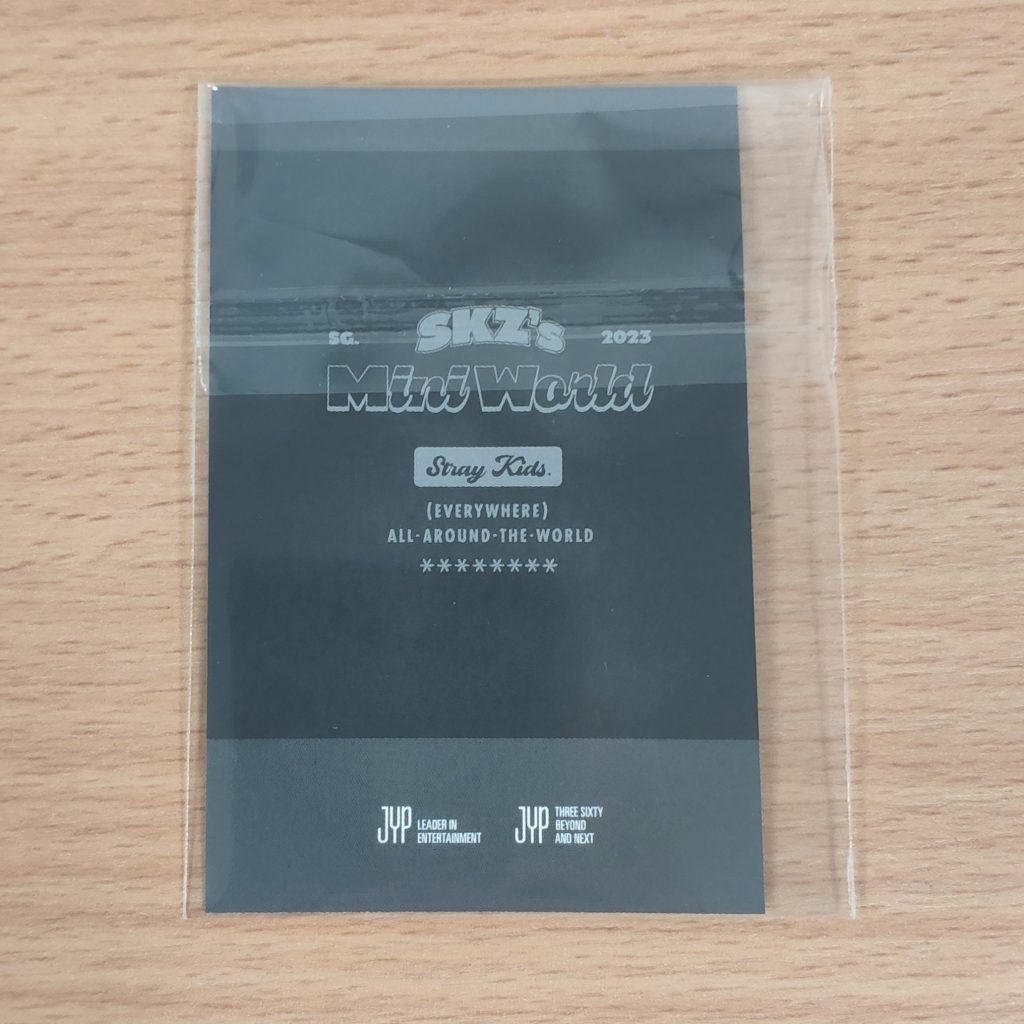 SKZ's
SG. 2023
Mini World
Stray Kids.
(EVERYWHERE)
ALL-AROUND-THE-WORLD
********
JYP LEADER IN ENTERTAINMENT
JYP THREE SIXTY BEYOND AND NEXT